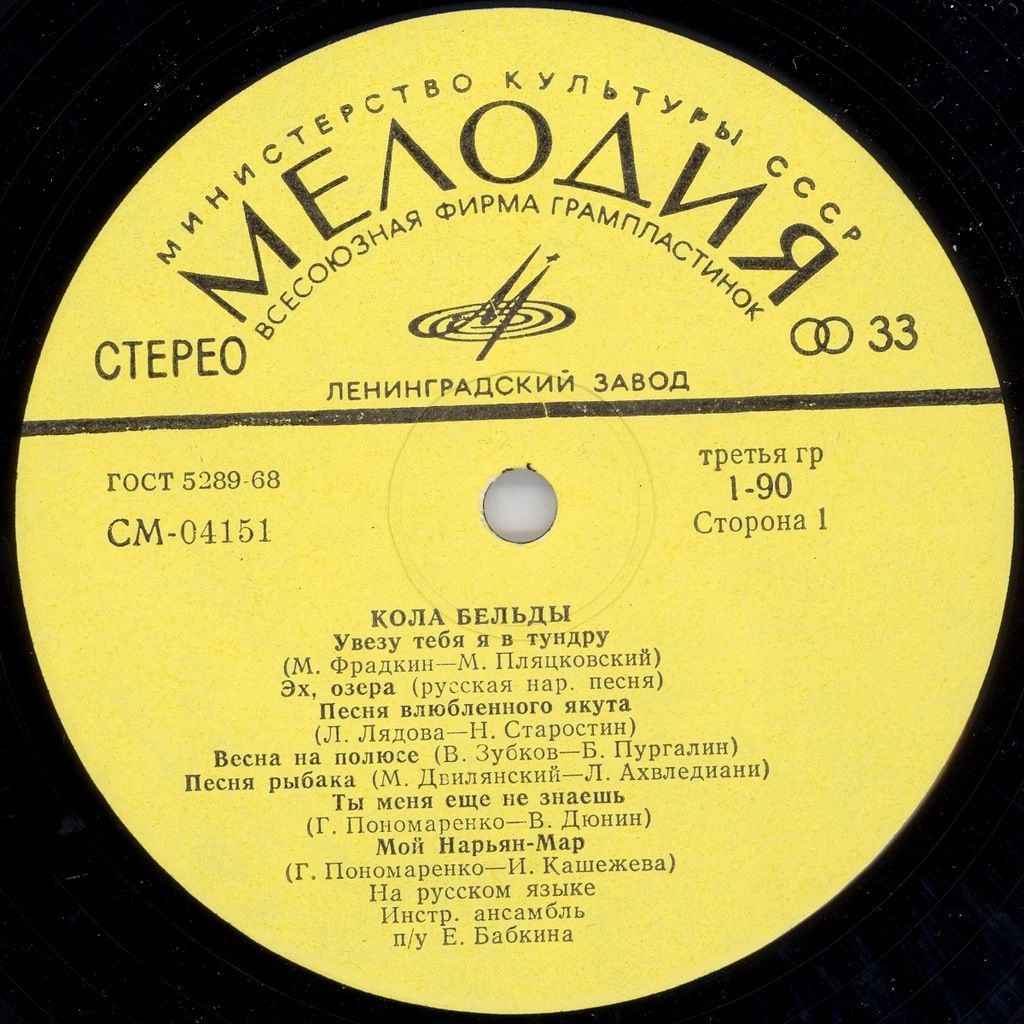 МИНИСТЕРСТВО КУЛЬТУРЫ СССР
МЕЛОДИЯ
ВСЕСОЮЗНАЯ ФИРМА ГРАМПЛАСТИНОК
СТЕРЕО
33
ЛЕНИНГРАДСКИЙ ЗАВОД
ГОСТ 5289-68
СМ-04151
третья гр
1-90
Сторона 1
КОЛА БЕЛЬДЫ
Увезу тебя я в тундру
(М. Фрадкин—М. Пляцковский)
Эх, озера (русская нар. песня)
Песня влюбленного якута
(Л. Лядова—Н. Старостин)
Весна на полюсе (В. Зубков—Б. Пургалин)
Песня рыбака (М. Двилянский—Л. Ахвледиани)
Ты меня еще не знаешь
(Г. Пономаренко—В. Дюнин)
Мой Нарьян-Мар
(Г. Пономаренко—И. Кашежева)
На русском языке
Инстр. ансамбль
п/у Е. Бабкина